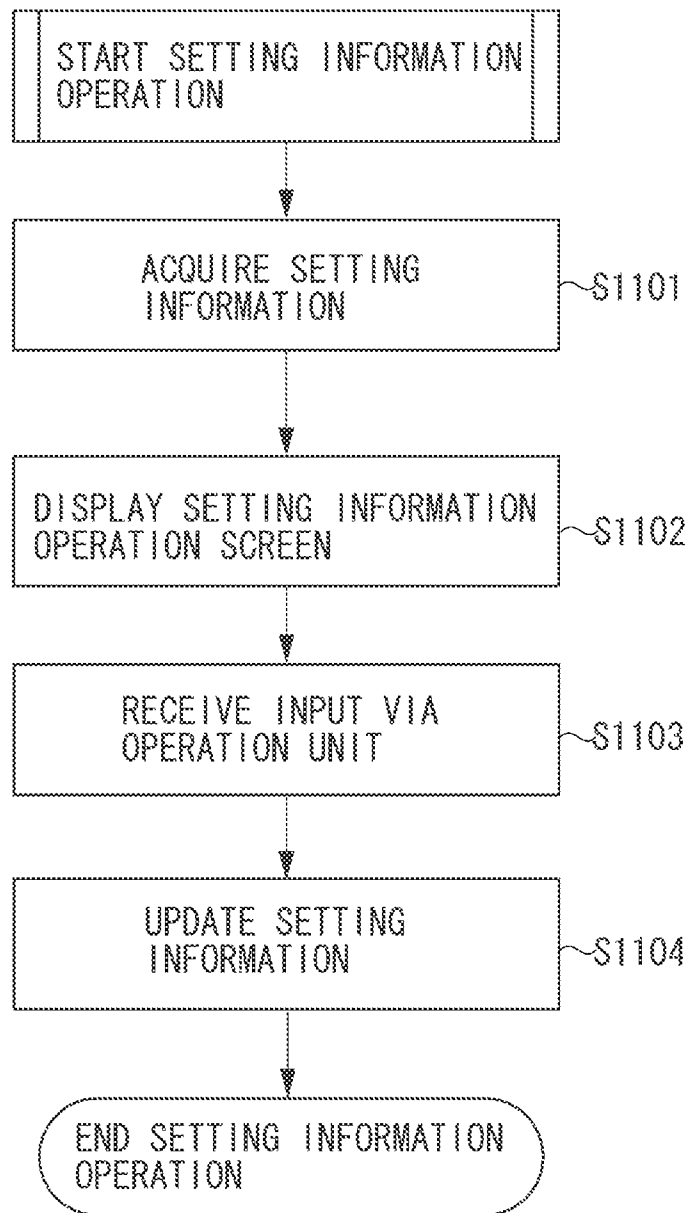 START SETTING INFORMATION
OPERATION
ACQUIRE SETTING
INFORMATION
S1101
DISPLAY SETTING INFORMATION
OPERATION SCREEN
S1102
RECEIVE INPUT VIA
OPERATION UNIT
S1103
UPDATE SETTING
INFORMATION
S1104
END SETTING INFORMATION
OPERATION